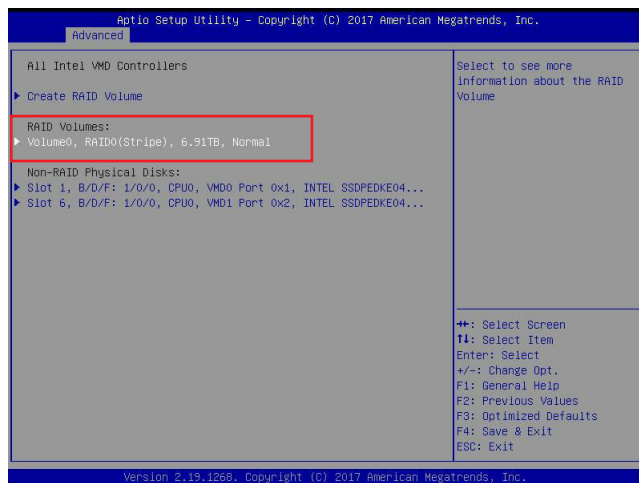 Aptio Setup Utility – Copyright (C) 2017 American Megatrends, Inc.
Advanced
All Intel VMD Controllers
Create RAID Volume
RAID Volumes:
Volume0, RAID0(Stripe), 6.91TB, Normal
Non-RAID Physical Disks:
Slot 1, B/D/F: 1/0/0, CPU0, VMD0 Port 0x1, INTEL SSDPEDKE04...
Slot 6, B/D/F: 1/0/0, CPU0, VMD1 Port 0x2, INTEL SSDPEDKE04...
Select to see more
information about the RAID
Volume
→←: Select Screen
↑↓: Select Item
Enter: Select
+/-: Change Opt.
F1: General Help
F2: Previous Values
F3: Optimized Defaults
F4: Save & Exit
ESC: Exit
Version 2.19.1268. Copyright (C) 2017 American Megatrends, Inc.